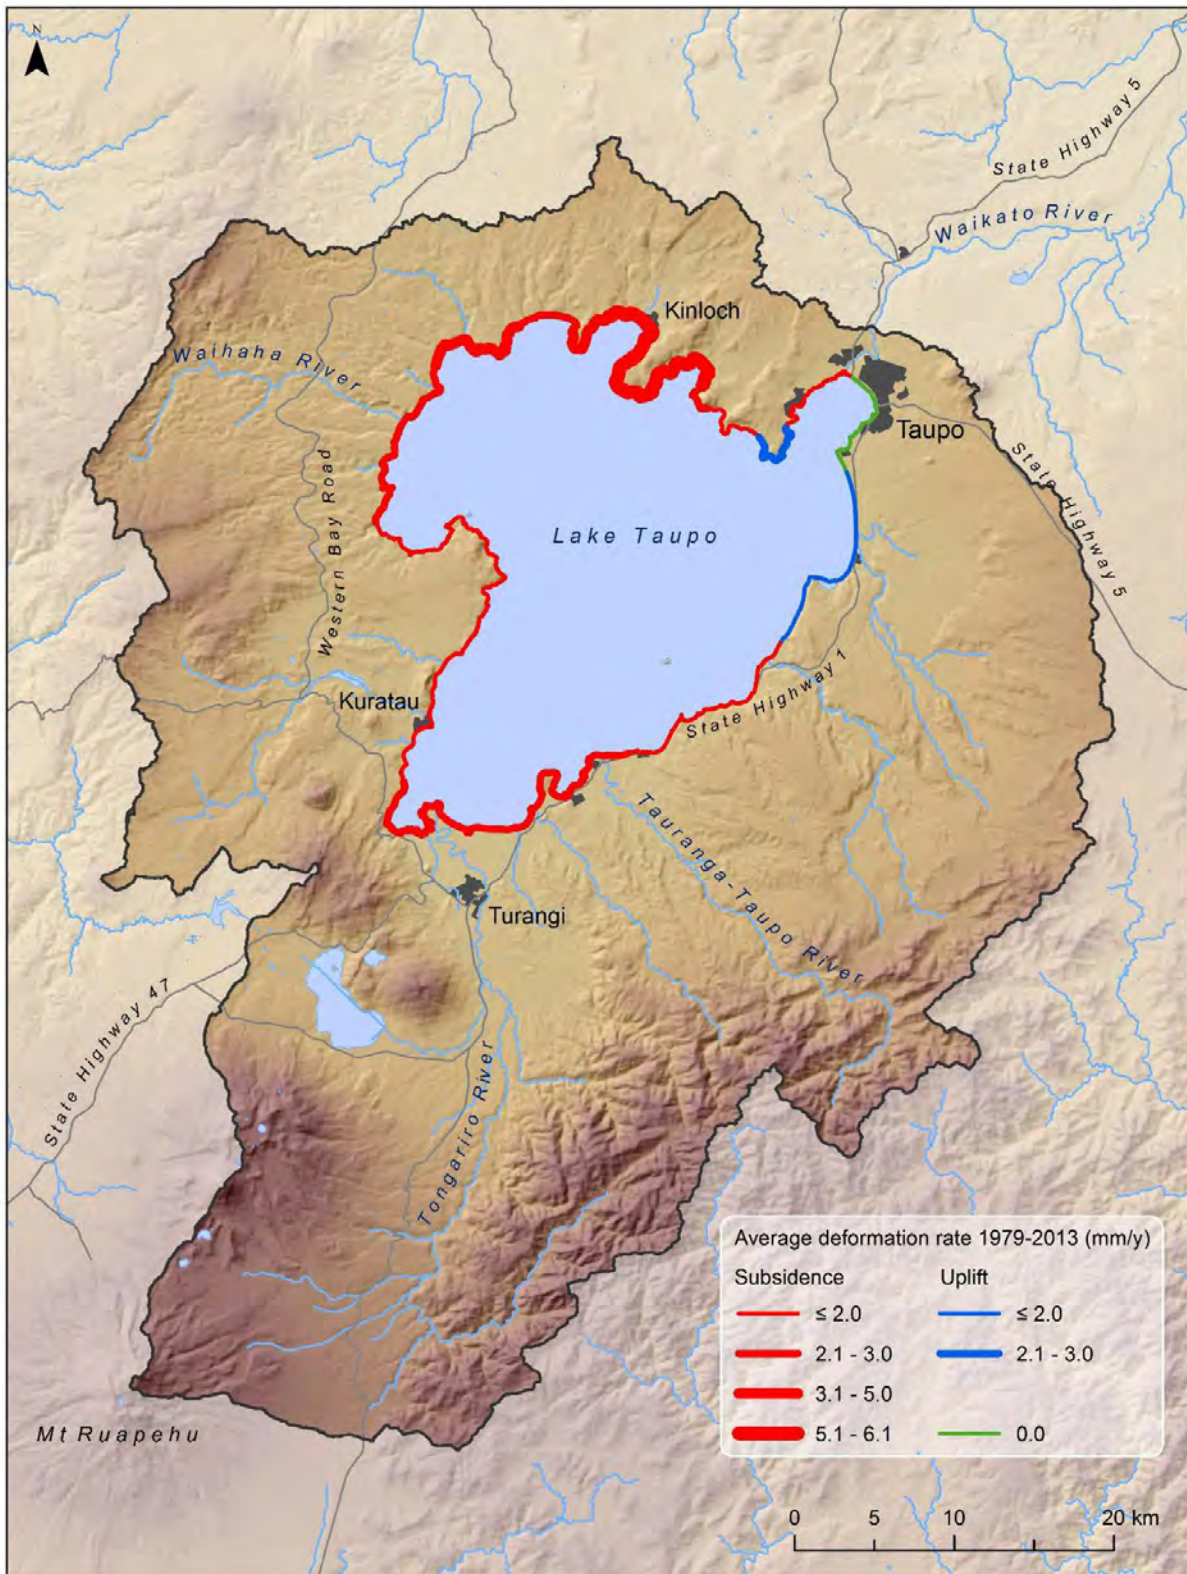 N
State Highway 5
Waikato River
Kinloch
Waihaha River
Taupo
State Highway 5
Lake Taupo
Western Bay Road
Kuratau
State Highway 1
Tauranga-Taupo River
Turangi
State Highway 47
Tongariro River
Mt Ruapehu
Average deformation rate 1979-2013 (mm/y)
Subsidence Uplift
≤ 2.0 ≤ 2.0
2.1 - 3.0 2.1 - 3.0
3.1 - 5.0
5.1 - 6.1 0.0
0 5 10 20 km